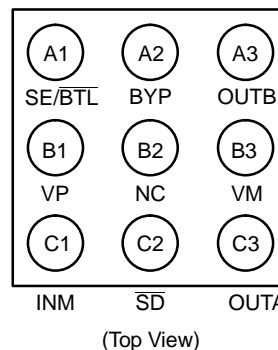 A1 A2 A3
SE/BTL BYP OUTB
B1 B2 B3
VP NC VM
C1 C2 C3
INM SD OUTA
(Top View)